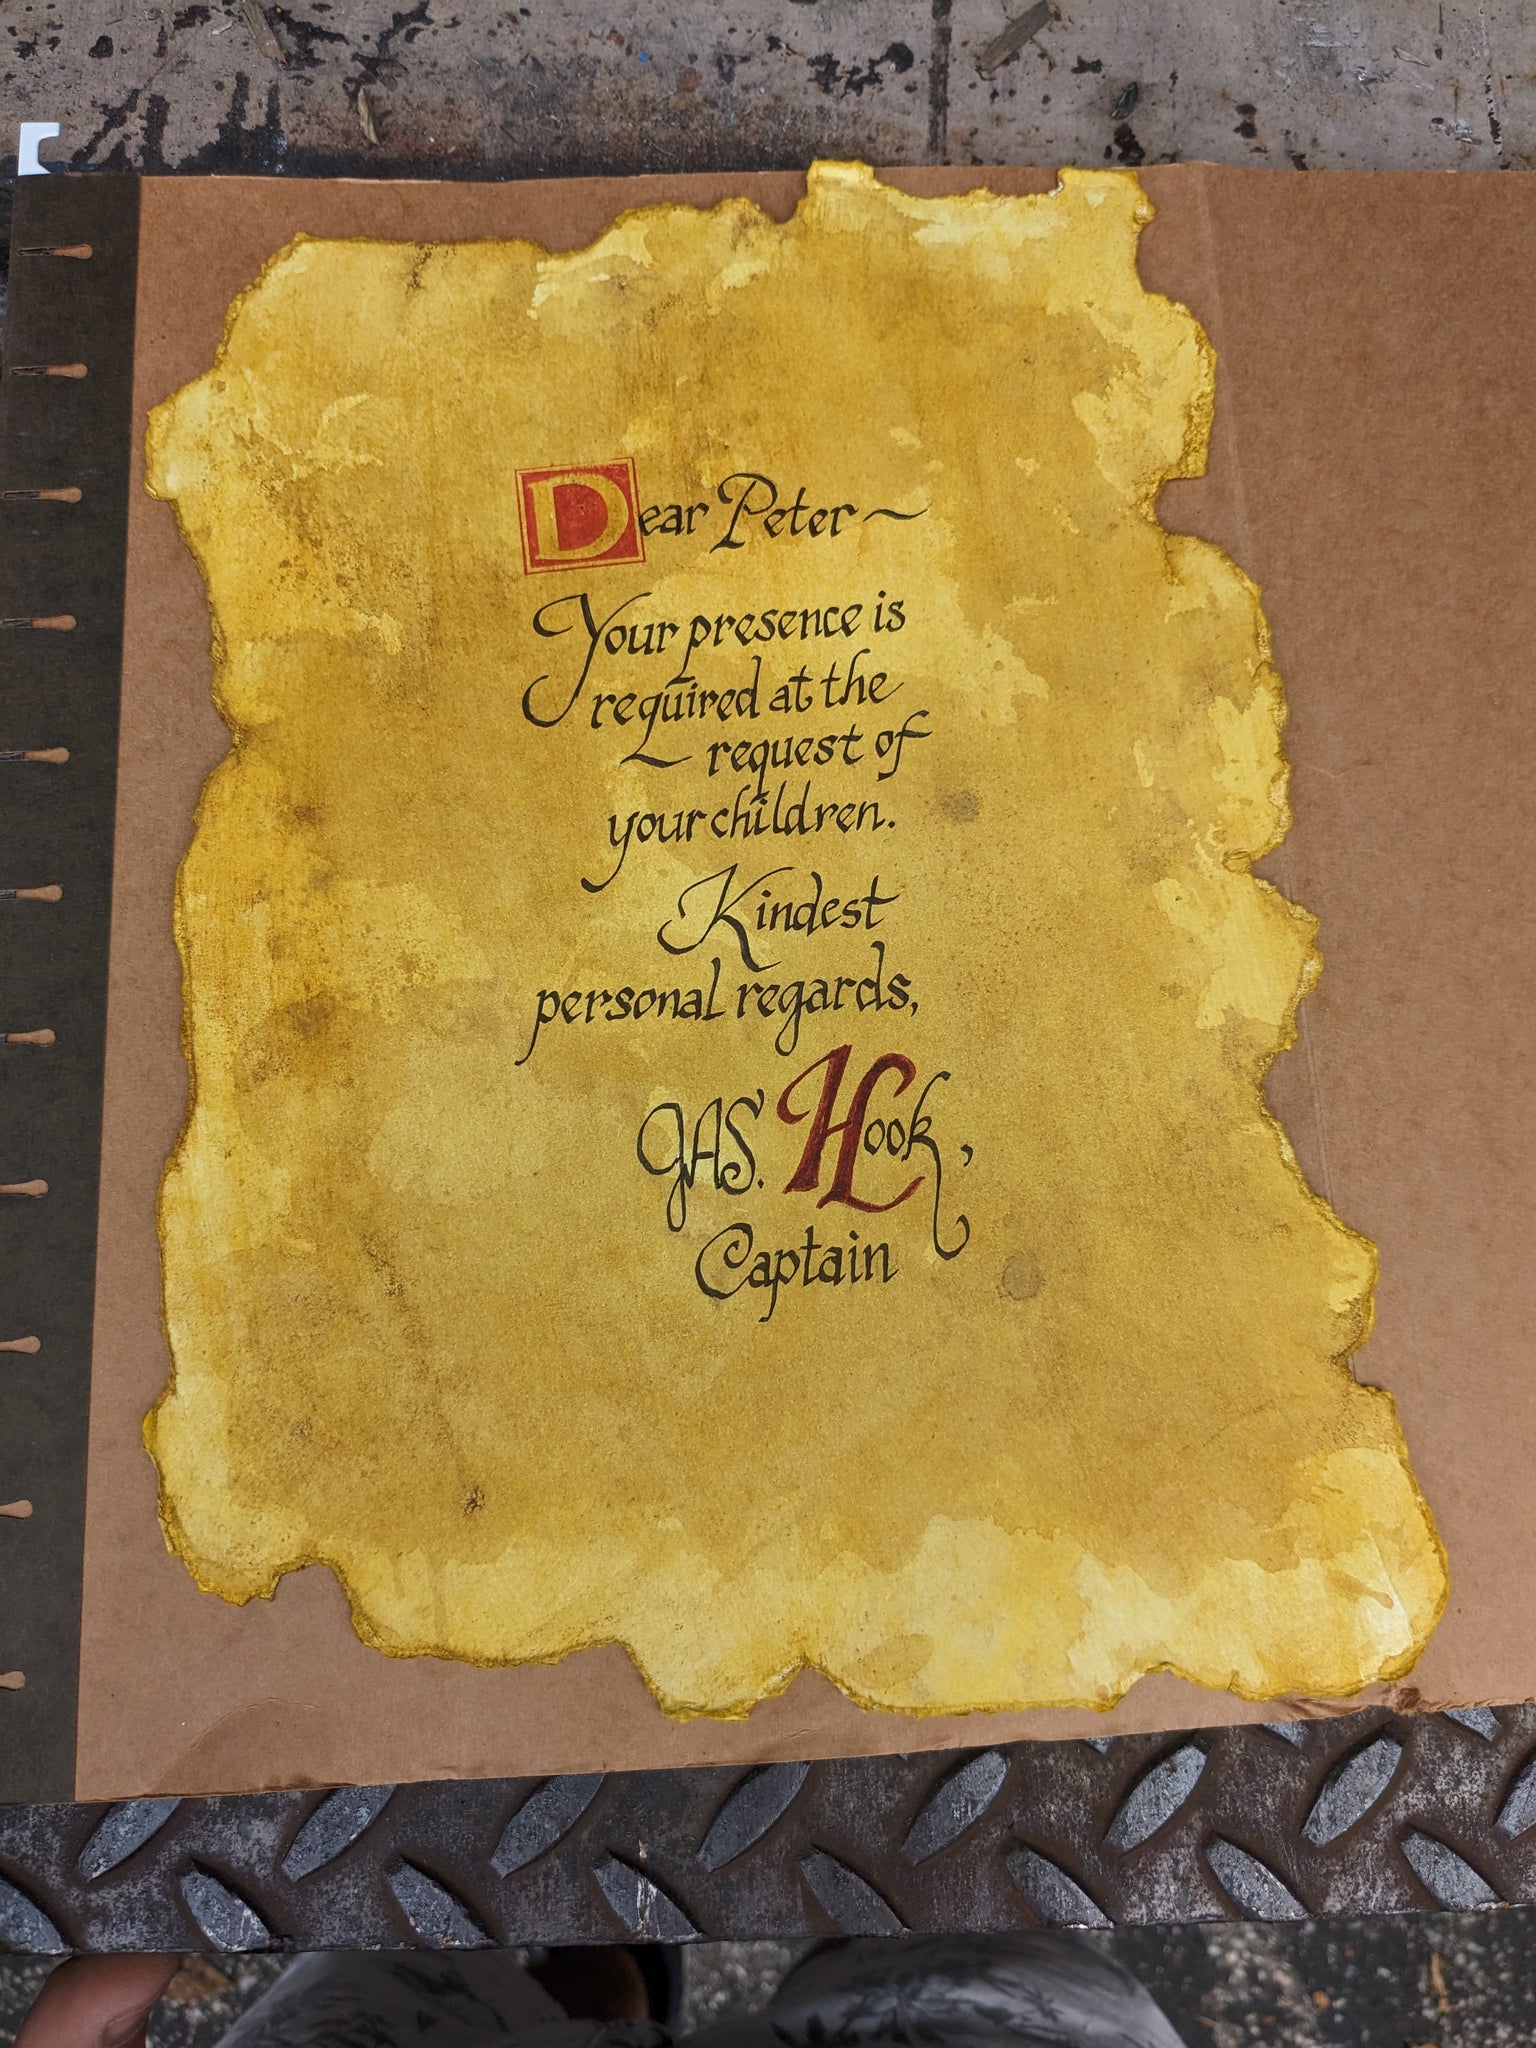 Dear Peter ~
Your presence is
required at the
request of
your children.
Kindest
personal regards,
JAS. Hook,
Captain